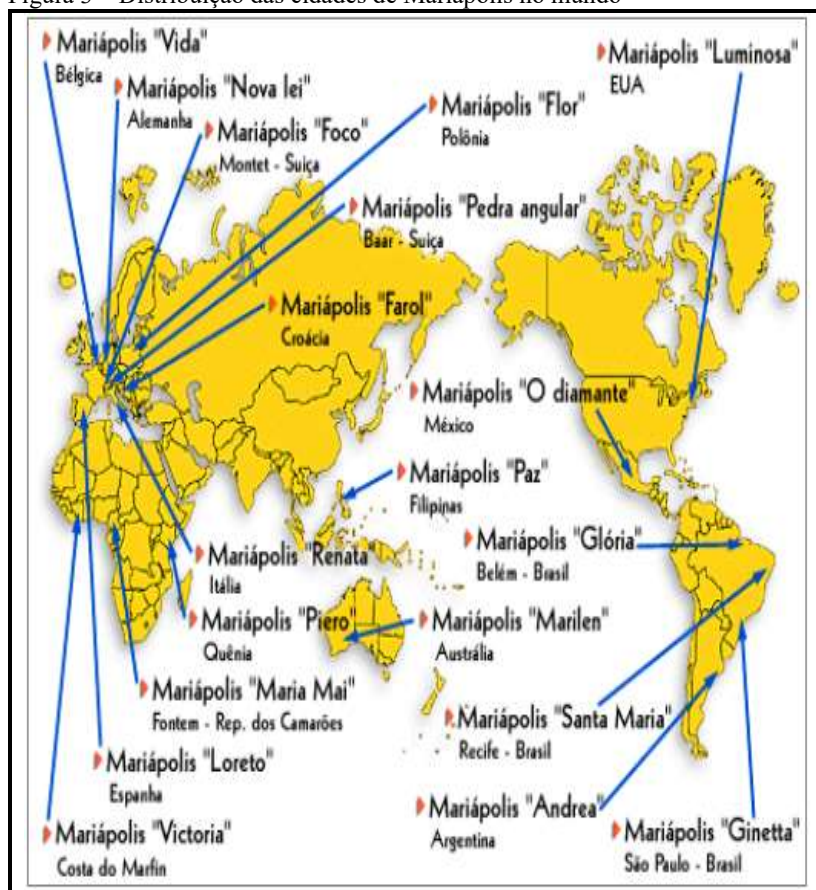 Figura 3 – Distribuição das cidades de Mariápolis no mundo
Mariápolis "Vida"
Bélgica
Mariápolis "Nova lei"
Alemanha
Mariápolis "Foco"
Montet - Suiça
Mariápolis "Flor"
Polônia
Mariápolis "Luminosa"
EUA
Mariápolis "Pedra angular"
Baar - Suiça
Mariápolis "Farol"
Croácia
Mariápolis "O diamante"
México
Mariápolis "Paz"
Filipinas
Mariápolis "Glória"
Belém - Brasil
Mariápolis "Renata"
Itália
Mariápolis "Piero"
Quênia
Mariápolis "Marilen"
Austrália
Mariápolis "Maria Mai"
Fontem - Rep. dos Camarões
Mariápolis "Santa Maria"
Recife - Brasil
Mariápolis "Loreto"
Espanha
Mariápolis "Andrea"
Argentina
Mariápolis "Victoria"
Costa do Marfin
Mariápolis "Ginetta"
São Paulo - Brasil